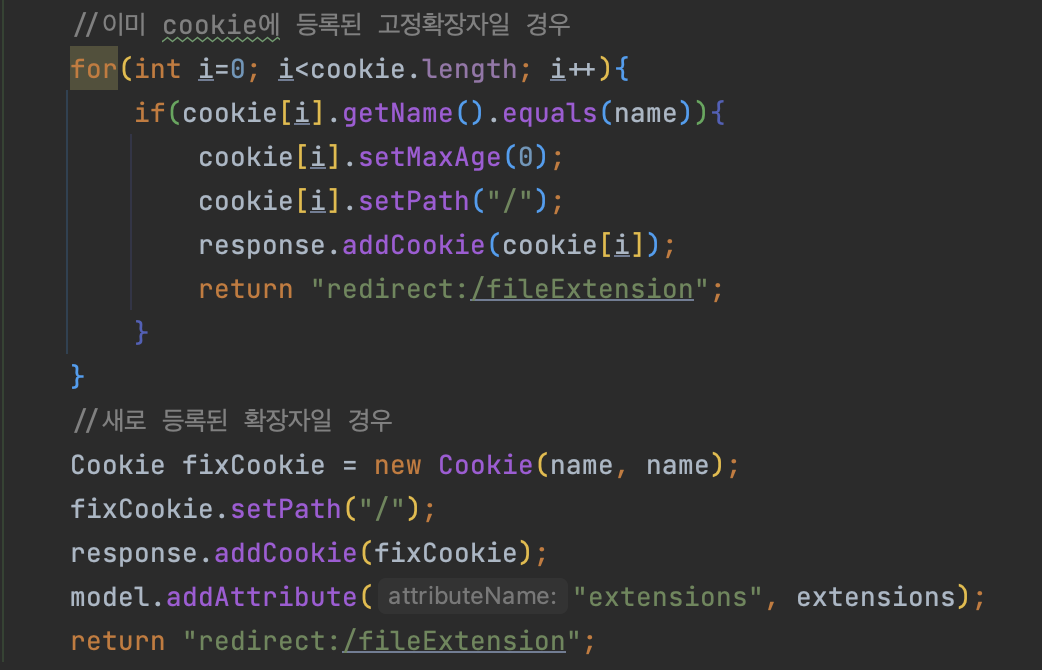 //이미 cookie에 등록된 고정확장자일 경우
for(int i=0; i<cookie.length; i++){
if(cookie[i].getName().equals(name)){
cookie[i].setMaxAge(0);
cookie[i].setPath("/");
response.addCookie(cookie[i]);
return "redirect:/fileExtension";
}
}
//새로 등록된 확장자일 경우
Cookie fixCookie = new Cookie(name, name);
fixCookie.setPath("/");
response.addCookie(fixCookie);
model.addAttribute( attributeName: "extensions", extensions);
return "redirect:/fileExtension";